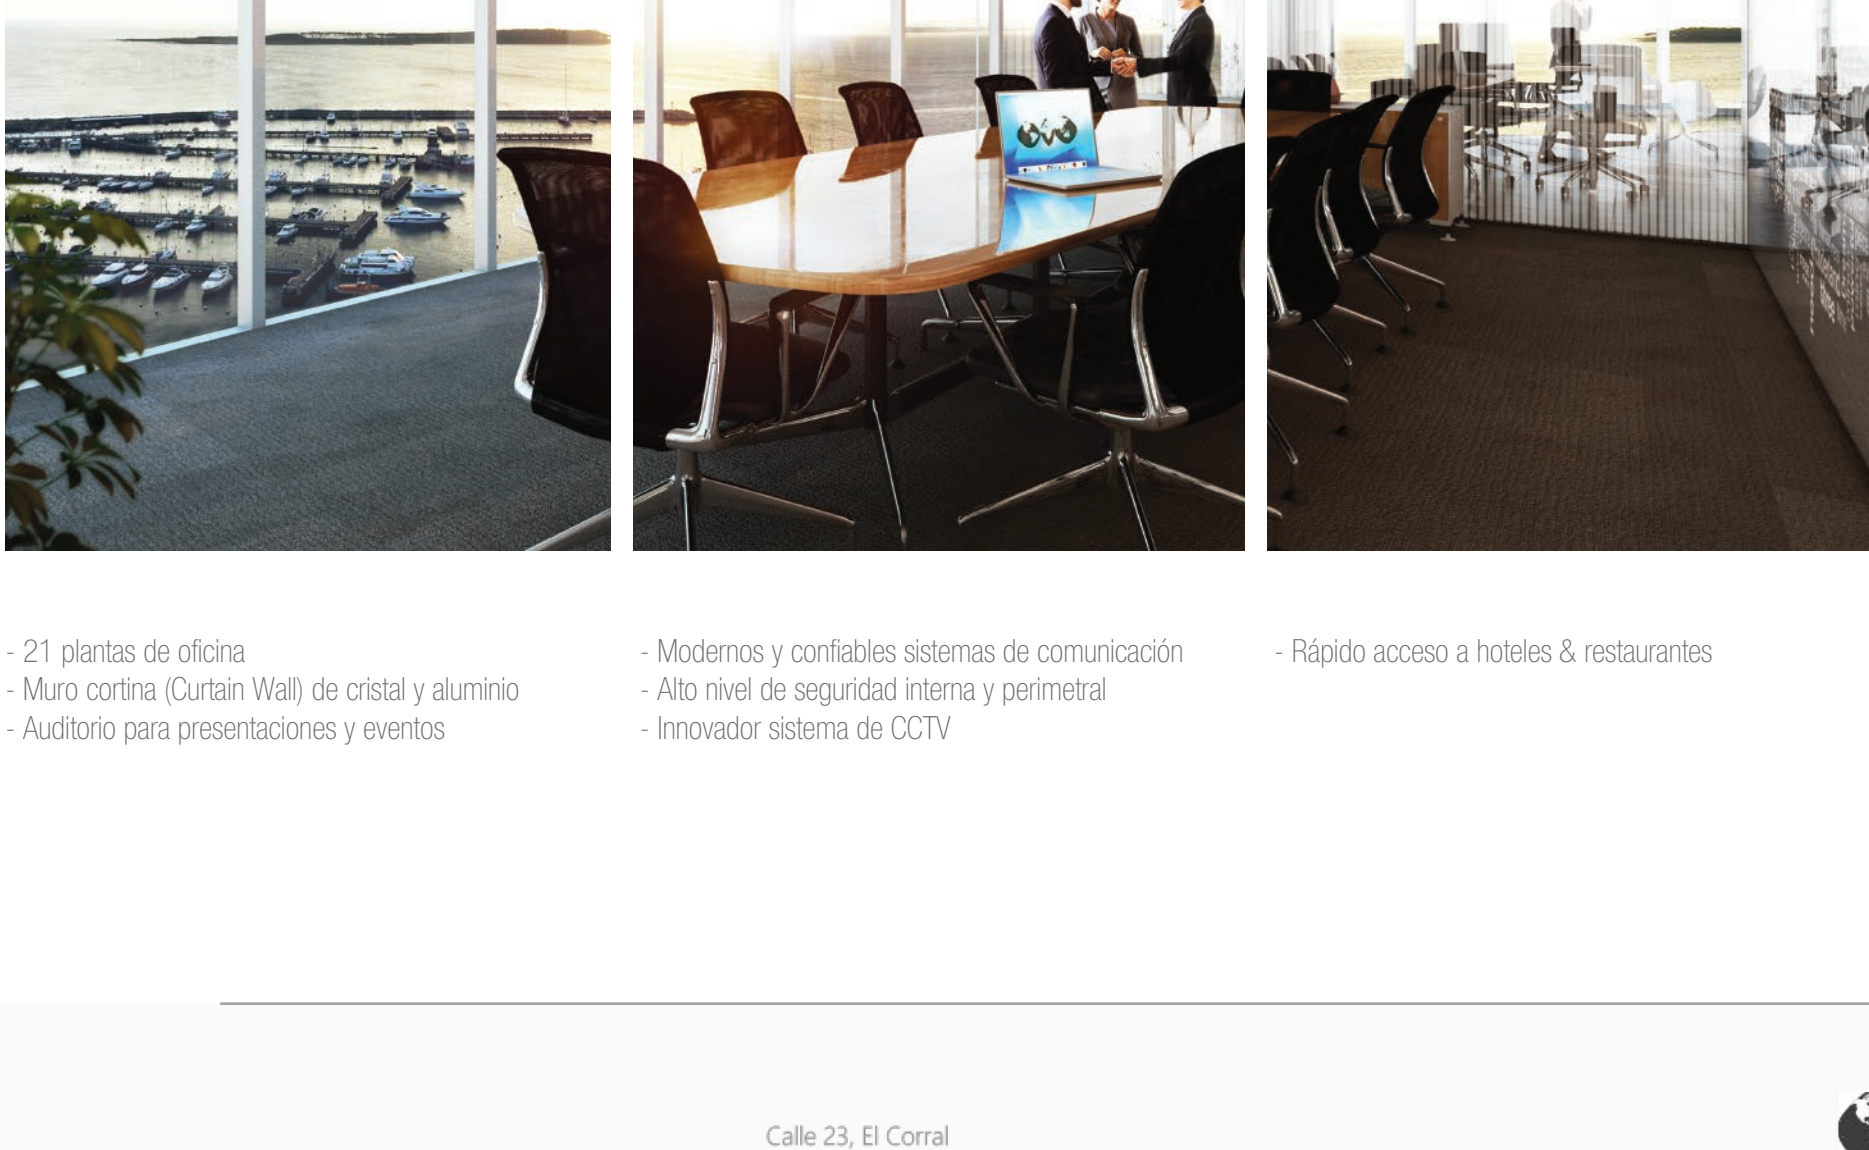 - 21 plantas de oficina
- Muro cortina (Curtain Wall) de cristal y aluminio
- Auditorio para presentaciones y eventos
- Modernos y confiables sistemas de comunicación
- Alto nivel de seguridad interna y perimetral
- Innovador sistema de CCTV
- Rápido acceso a hoteles & restaurantes
Calle 23, El Corral